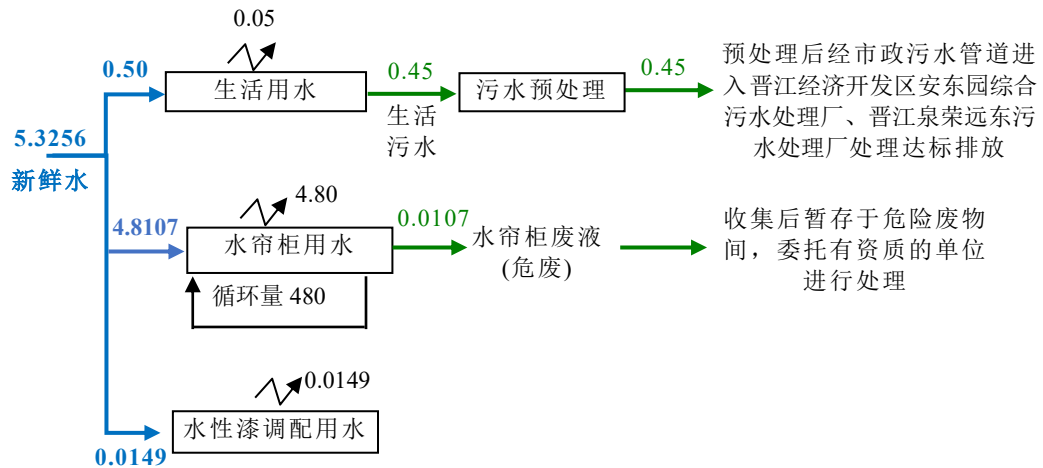 0.05
0.50
生活用水
0.45
生活
污水
污水预处理
0.45
预处理后经市政污水管道进
入晋江经济开发区安东园综合
污水处理厂、晋江泉荣远东污
水处理厂处理达标排放
5.3256
新鲜水
4.80
4.8107
水帘柜用水
循环量 480
0.0107
水帘柜废液
(危废)
收集后暂存于危险废物
间，委托有资质的单位
进行处理
0.0149
水性漆调配用水
0.0149